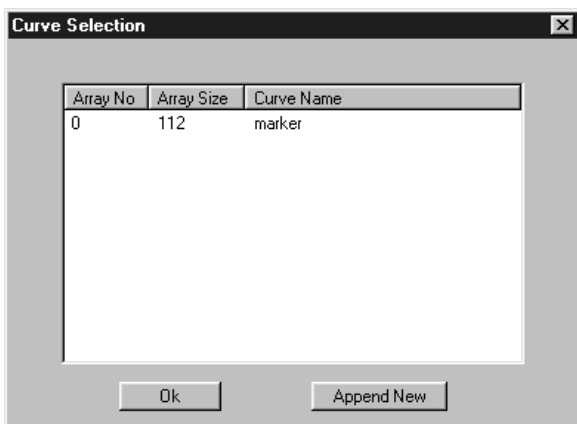 Curve Selection
Array No Array Size Curve Name
0 112 marker
Ok Append New